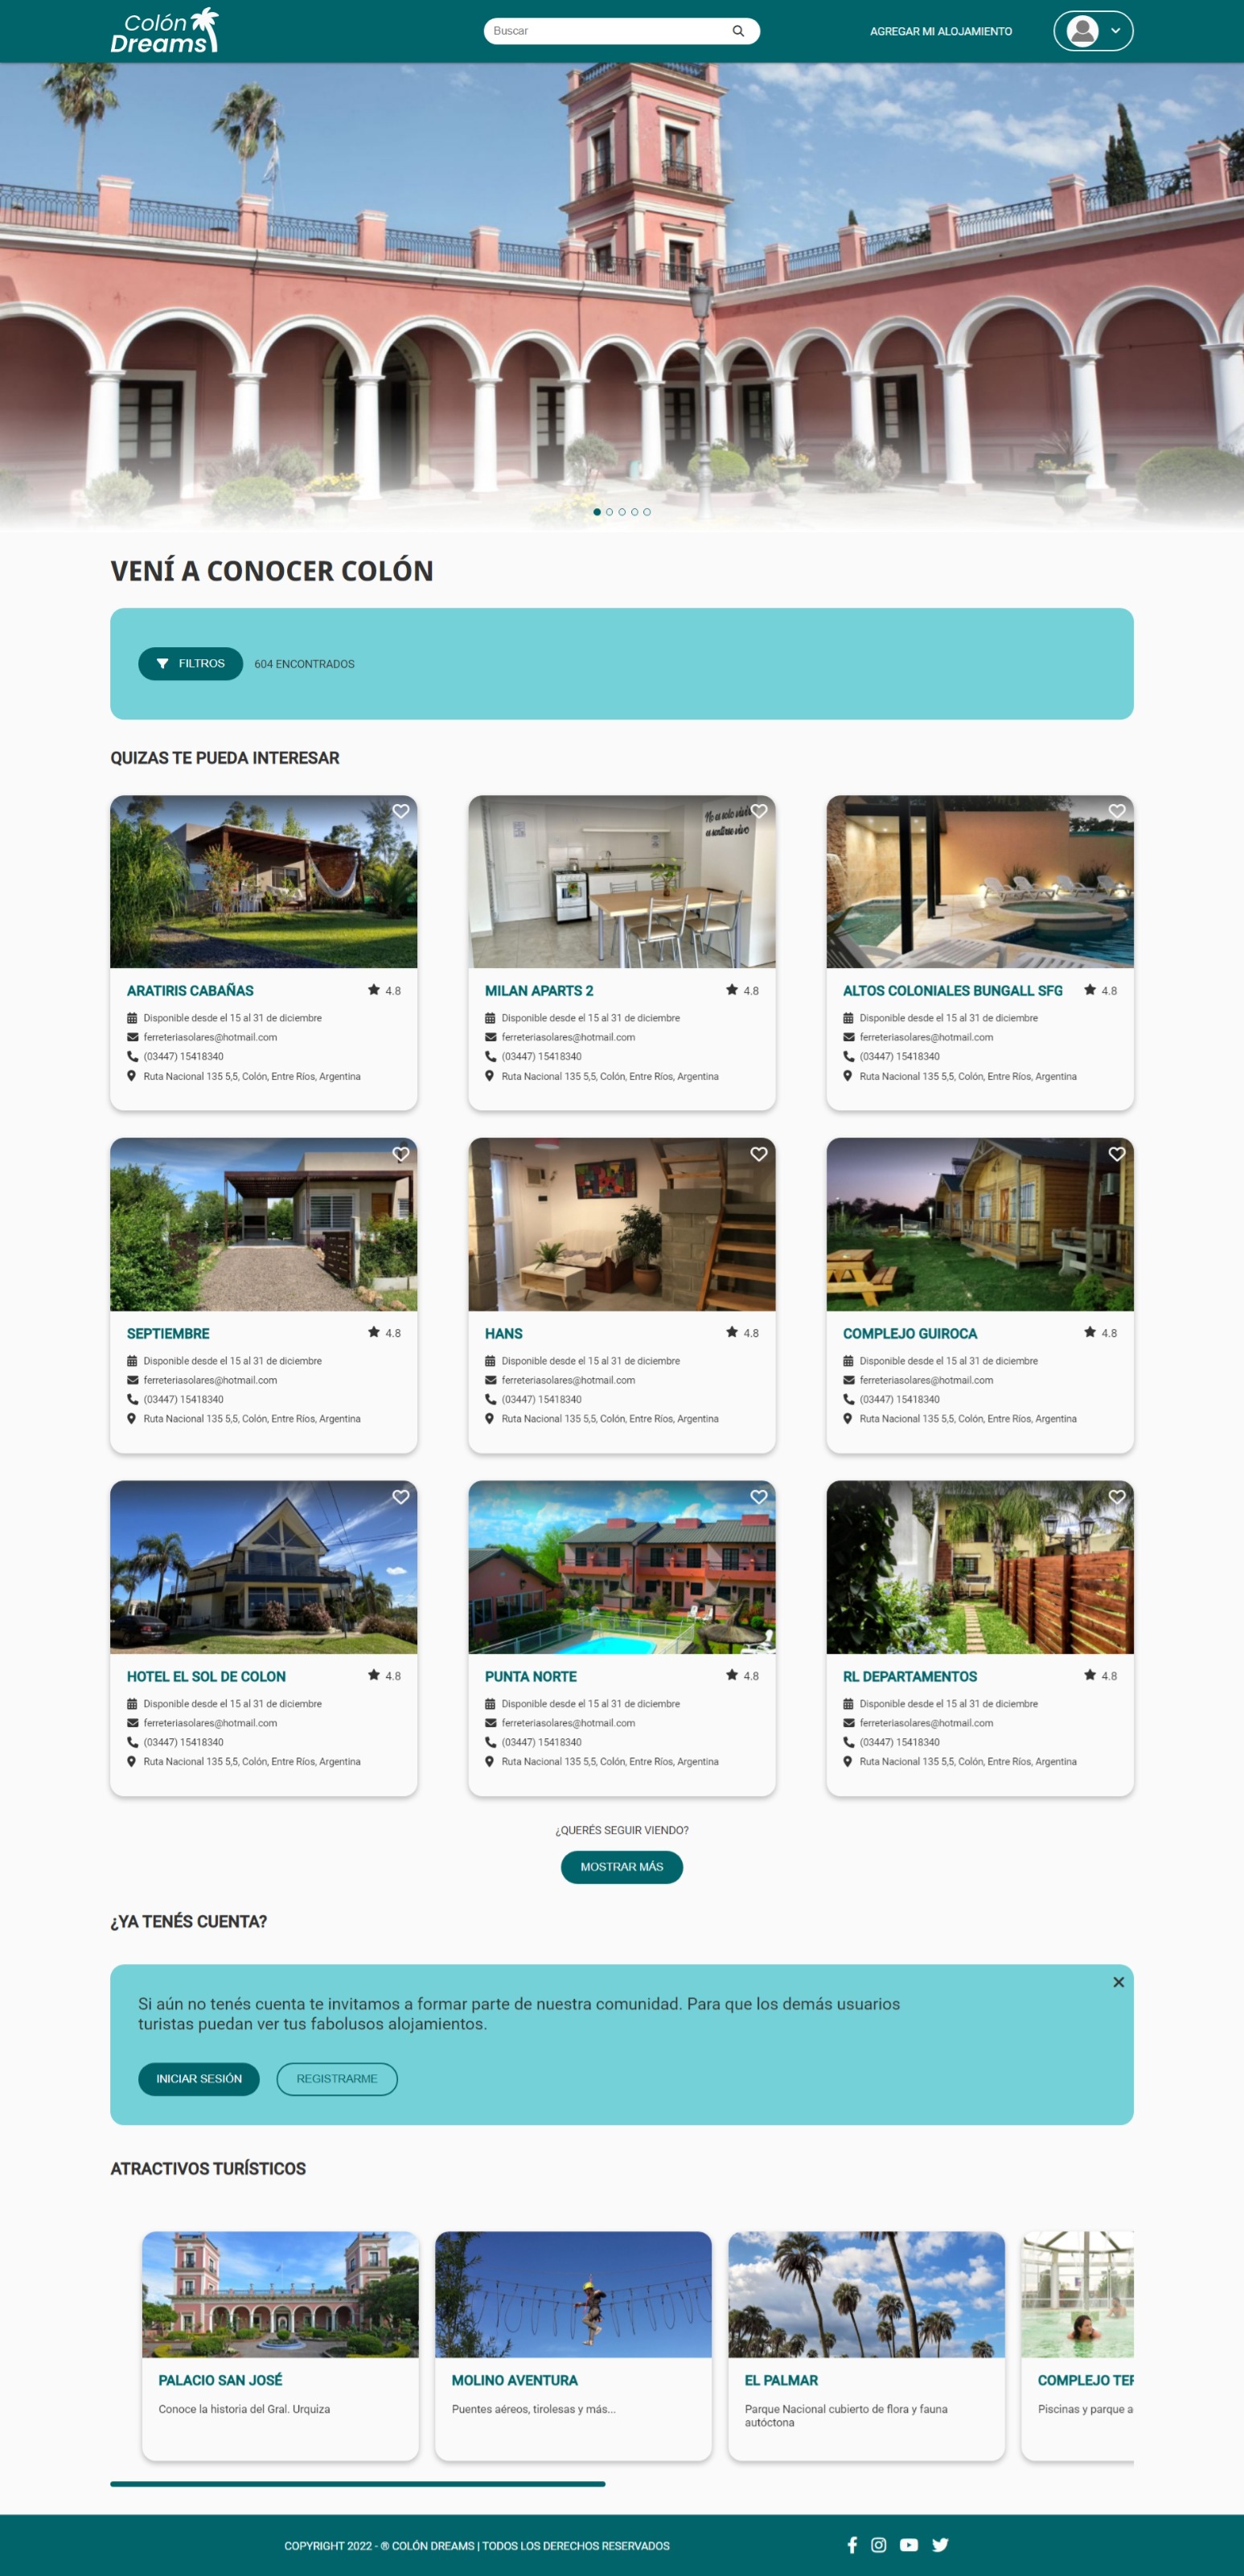 Colón
Dreams
Buscar
AGREGAR MI ALOJAMIENTO
VENÍ A CONOCER COLÓN
FILTROS
604 ENCONTRADOS
QUIZAS TE PUEDA INTERESAR
No es solo vivir
es sentirse vivo
ARATIRIS CABAÑAS
4.8
Disponible desde el 15 al 31 de diciembre
ferreteriasolares@hotmail.com
(03447) 15418340
Ruta Nacional 135 5,5, Colón, Entre Ríos, Argentina
MILAN APARTS 2
4.8
Disponible desde el 15 al 31 de diciembre
ferreteriasolares@hotmail.com
(03447) 15418340
Ruta Nacional 135 5,5, Colón, Entre Ríos, Argentina
ALTOS COLONIALES BUNGALL SFG
4.8
Disponible desde el 15 al 31 de diciembre
ferreteriasolares@hotmail.com
(03447) 15418340
Ruta Nacional 135 5,5, Colón, Entre Ríos, Argentina
SEPTIEMBRE
4.8
Disponible desde el 15 al 31 de diciembre
ferreteriasolares@hotmail.com
(03447) 15418340
Ruta Nacional 135 5,5, Colón, Entre Ríos, Argentina
HANS
4.8
Disponible desde el 15 al 31 de diciembre
ferreteriasolares@hotmail.com
(03447) 15418340
Ruta Nacional 135 5,5, Colón, Entre Ríos, Argentina
COMPLEJO GUIROCA
4.8
Disponible desde el 15 al 31 de diciembre
ferreteriasolares@hotmail.com
(03447) 15418340
Ruta Nacional 135 5,5, Colón, Entre Ríos, Argentina
HOTEL EL SOL DE COLON
4.8
Disponible desde el 15 al 31 de diciembre
ferreteriasolares@hotmail.com
(03447) 15418340
Ruta Nacional 135 5,5, Colón, Entre Ríos, Argentina
PUNTA NORTE
4.8
Disponible desde el 15 al 31 de diciembre
ferreteriasolares@hotmail.com
(03447) 15418340
Ruta Nacional 135 5,5, Colón, Entre Ríos, Argentina
RL DEPARTAMENTOS
4.8
Disponible desde el 15 al 31 de diciembre
ferreteriasolares@hotmail.com
(03447) 15418340
Ruta Nacional 135 5,5, Colón, Entre Ríos, Argentina
¿QUERÉS SEGUIR VIENDO?
MOSTRAR MÁS
¿YA TENÉS CUENTA?
Si aún no tenés cuenta te invitamos a formar parte de nuestra comunidad. Para que los demás usuarios
turistas puedan ver tus fabolusos alojamientos.
INICIAR SESIÓN
REGISTRARME
ATRACTIVOS TURÍSTICOS
PALACIO SAN JOSÉ
Conoce la historia del Gral. Urquiza
MOLINO AVENTURA
Puentes aéreos, tirolesas y más...
EL PALMAR
Parque Nacional cubierto de flora y fauna
autóctona
COMPLEJO TER
Piscinas y parque a
COPYRIGHT 2022 - ® COLÓN DREAMS | TODOS LOS DERECHOS RESERVADOS